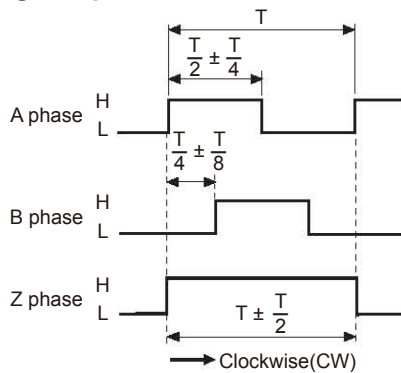 T
T/2 ± T/4
A phase H
L
T/4 ± T/8
B phase H
L
Z phase H
L
T ± T/2
Clockwise(CW)